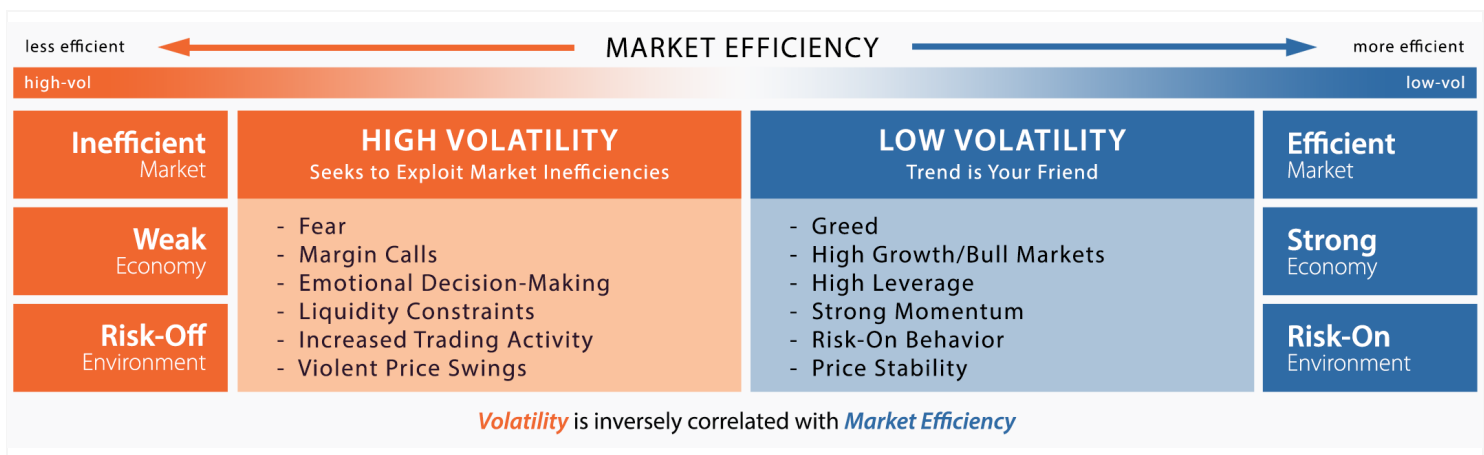 less efficient
MARKET EFFICIENCY
more efficient
high-vol
low-vol
Inefficient
Market
Weak
Economy
Risk-Off
Environment
HIGH VOLATILITY
Seeks to Exploit Market Inefficiencies
- Fear
- Margin Calls
- Emotional Decision-Making
- Liquidity Constraints
- Increased Trading Activity
- Violent Price Swings
LOW VOLATILITY
Trend is Your Friend
- Greed
- High Growth/Bull Markets
- High Leverage
- Strong Momentum
- Risk-On Behavior
- Price Stability
Efficient
Market
Strong
Economy
Risk-On
Environment
Volatility is inversely correlated with Market Efficiency